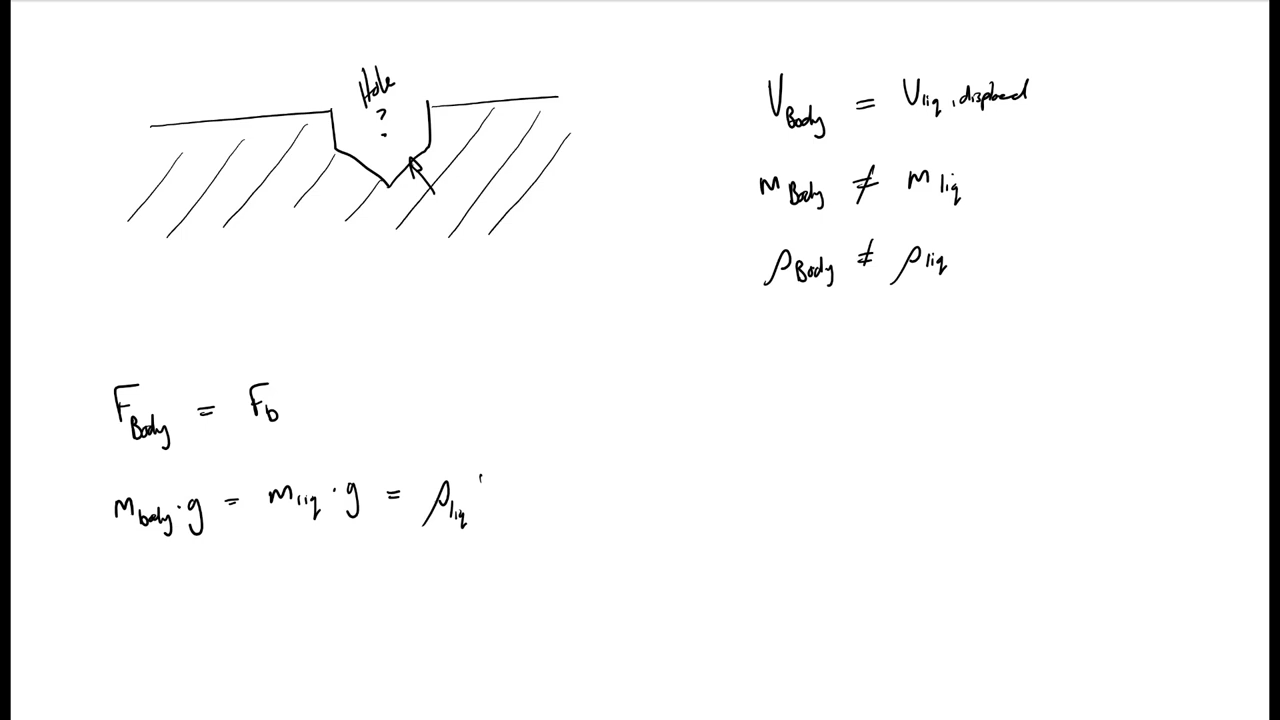 Hole
?
V_Body = V_liq, displaced
m_Body ≠ m_liq
ρ_Body ≠ ρ_liq
F_Body = F_b
m_body · g = m_liq · g = ρ_liq